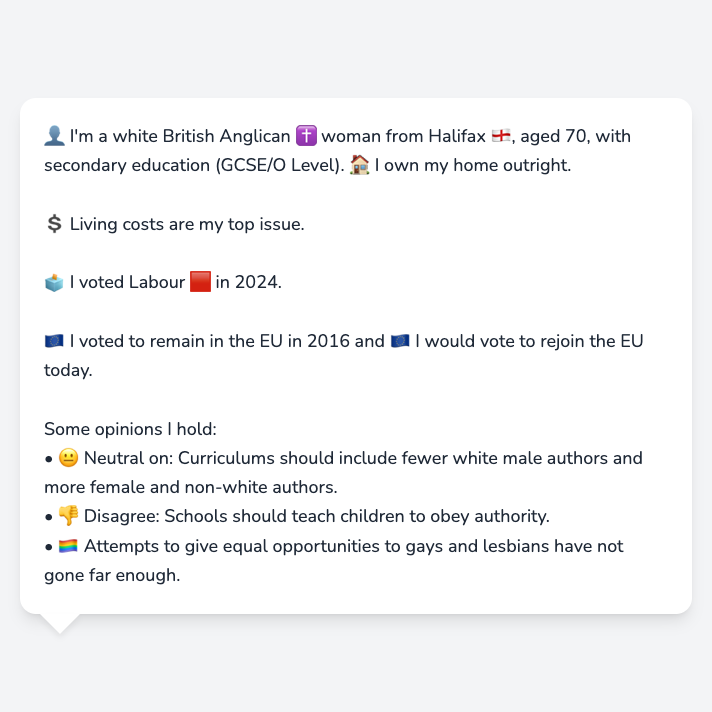 👤 I'm a white British Anglican ✝️ woman from Halifax 🏴󠁧󠁢󠁥󠁮󠁧󠁿, aged 70, with
secondary education (GCSE/O Level). 🏠 I own my home outright.
💲 Living costs are my top issue.
🗳️ I voted Labour 🟥 in 2024.
🇪🇺 I voted to remain in the EU in 2016 and 🇪🇺 I would vote to rejoin the EU
today.
Some opinions I hold:
• 😐 Neutral on: Curriculums should include fewer white male authors and
more female and non-white authors.
• 👎 Disagree: Schools should teach children to obey authority.
• 🏳️‍🌈 Attempts to give equal opportunities to gays and lesbians have not
gone far enough.